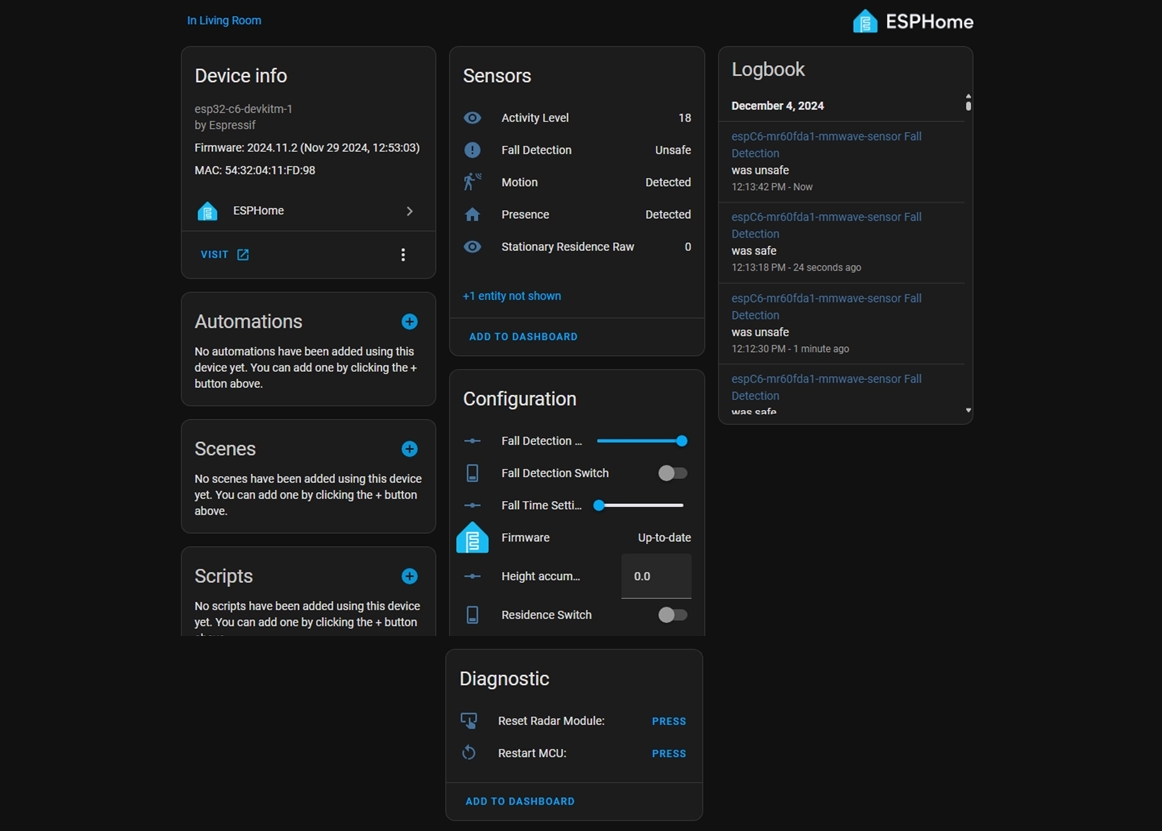 In Living Room
ESPHome
Device info
esp32-c6-devkitm-1
by Espressif
Firmware: 2024.11.2 (Nov 29 2024, 12:53:03)
MAC: 54:32:04:11:FD:98
ESPHome
VISIT
Automations
No automations have been added using this
device yet. You can add one by clicking the +
button above.
Scenes
No scenes have been added using this device
yet. You can add one by clicking the + button
above.
Scripts
No scripts have been added using this device
yet. You can add one by clicking the + button
above.
Sensors
Activity Level 18
Fall Detection Unsafe
Motion Detected
Presence Detected
Stationary Residence Raw 0
+1 entity not shown
ADD TO DASHBOARD
Configuration
Fall Detection ...
Fall Detection Switch
Fall Time Setti...
Firmware Up-to-date
Height accum... 0.0
Residence Switch
Diagnostic
Reset Radar Module: PRESS
Restart MCU: PRESS
ADD TO DASHBOARD
Logbook
December 4, 2024
espC6-mr60fda1-mmwave-sensor Fall
Detection
was unsafe
12:13:42 PM - Now
espC6-mr60fda1-mmwave-sensor Fall
Detection
was safe
12:13:18 PM - 24 seconds ago
espC6-mr60fda1-mmwave-sensor Fall
Detection
was unsafe
12:12:30 PM - 1 minute ago
espC6-mr60fda1-mmwave-sensor Fall
Detection
was safe